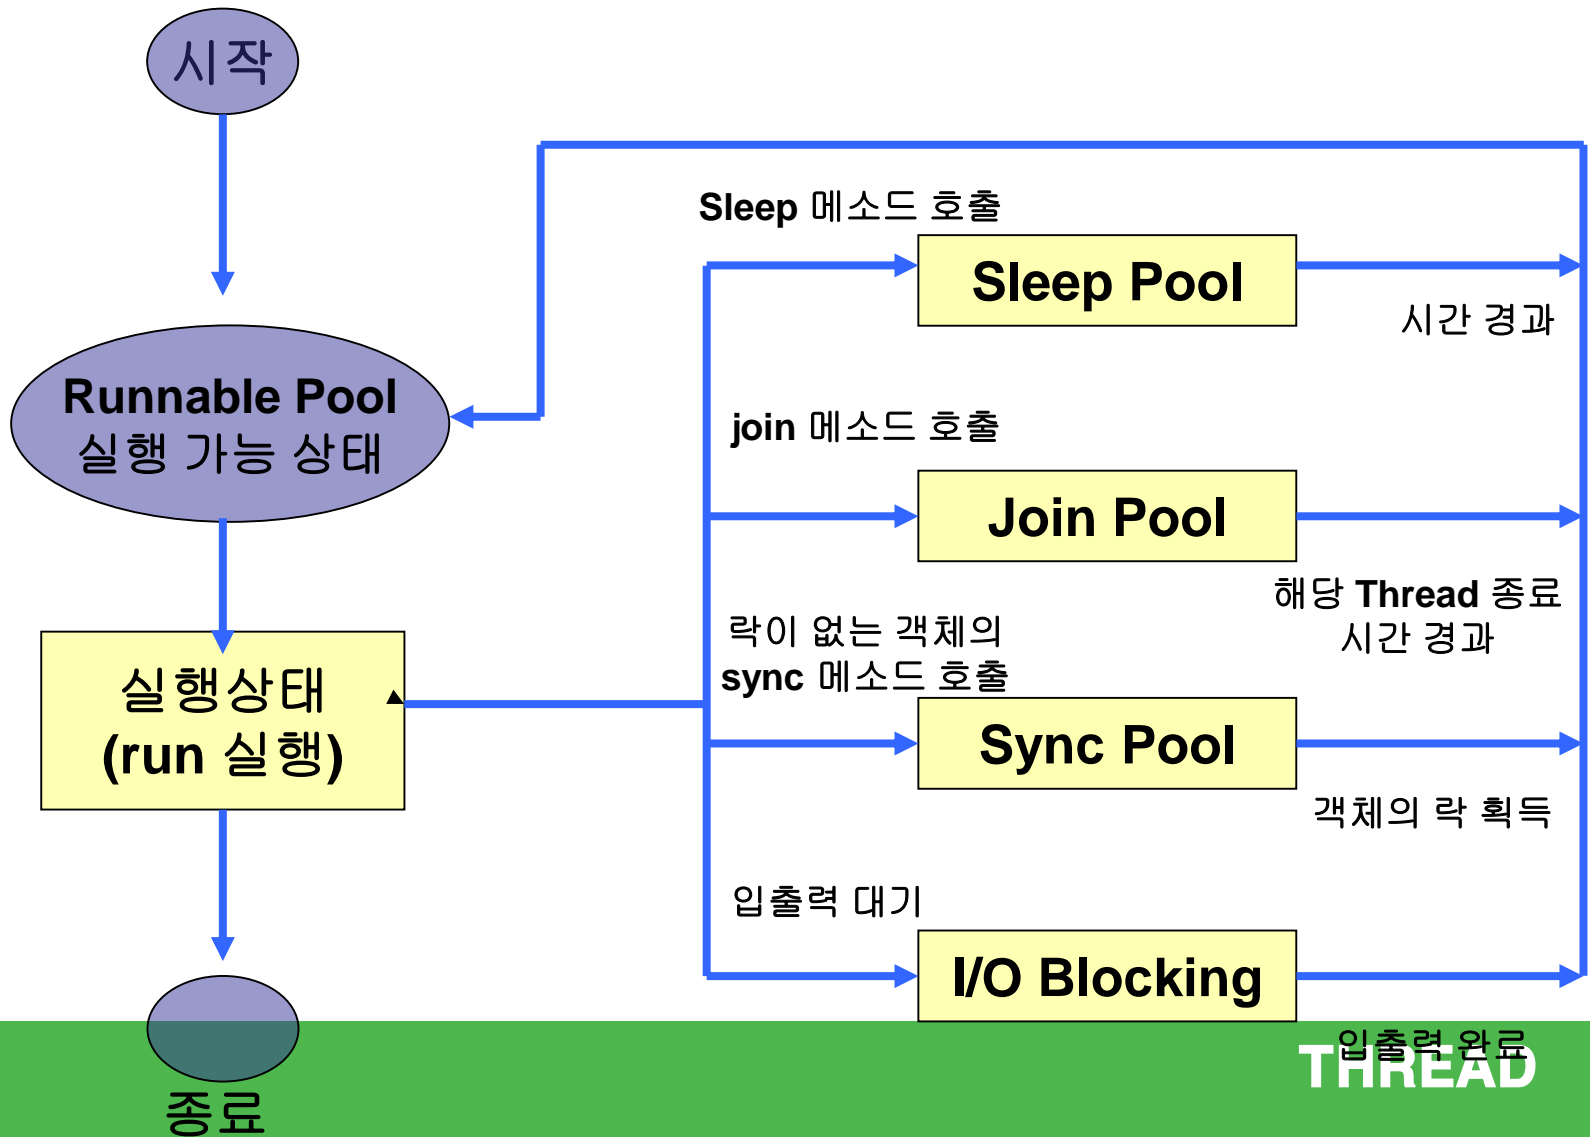 시작
Sleep 메소드 호출
Sleep Pool
시간 경과
Runnable Pool
실행 가능 상태
join 메소드 호출
Join Pool
해당 Thread 종료
시간 경과
락이 없는 객체의
sync 메소드 호출
실행상태
(run 실행)
Sync Pool
객체의 락 획득
입출력 대기
I/O Blocking
입출력 완료
THREAD
종료